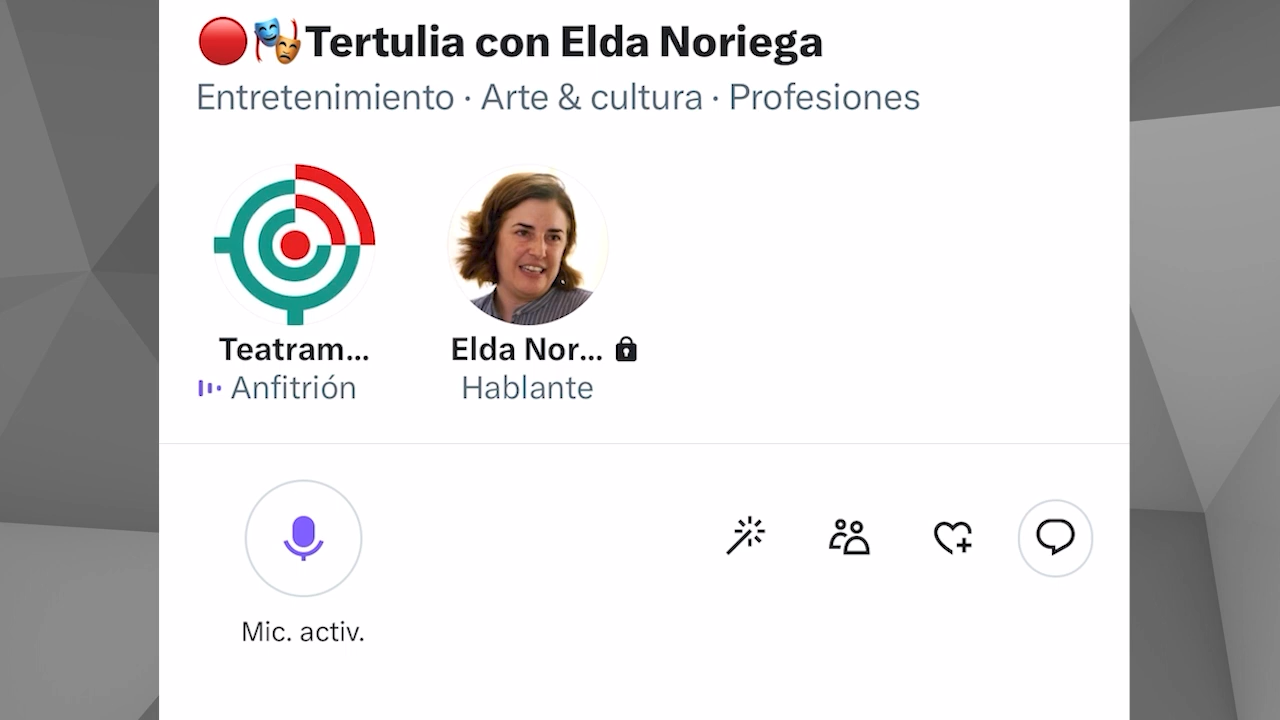 🔴🎭Tertulia con Elda Noriega
Entretenimiento · Arte & cultura · Profesiones
Teatram...
Elda Nor...
Anfitrión
Hablante
Mic. activ.